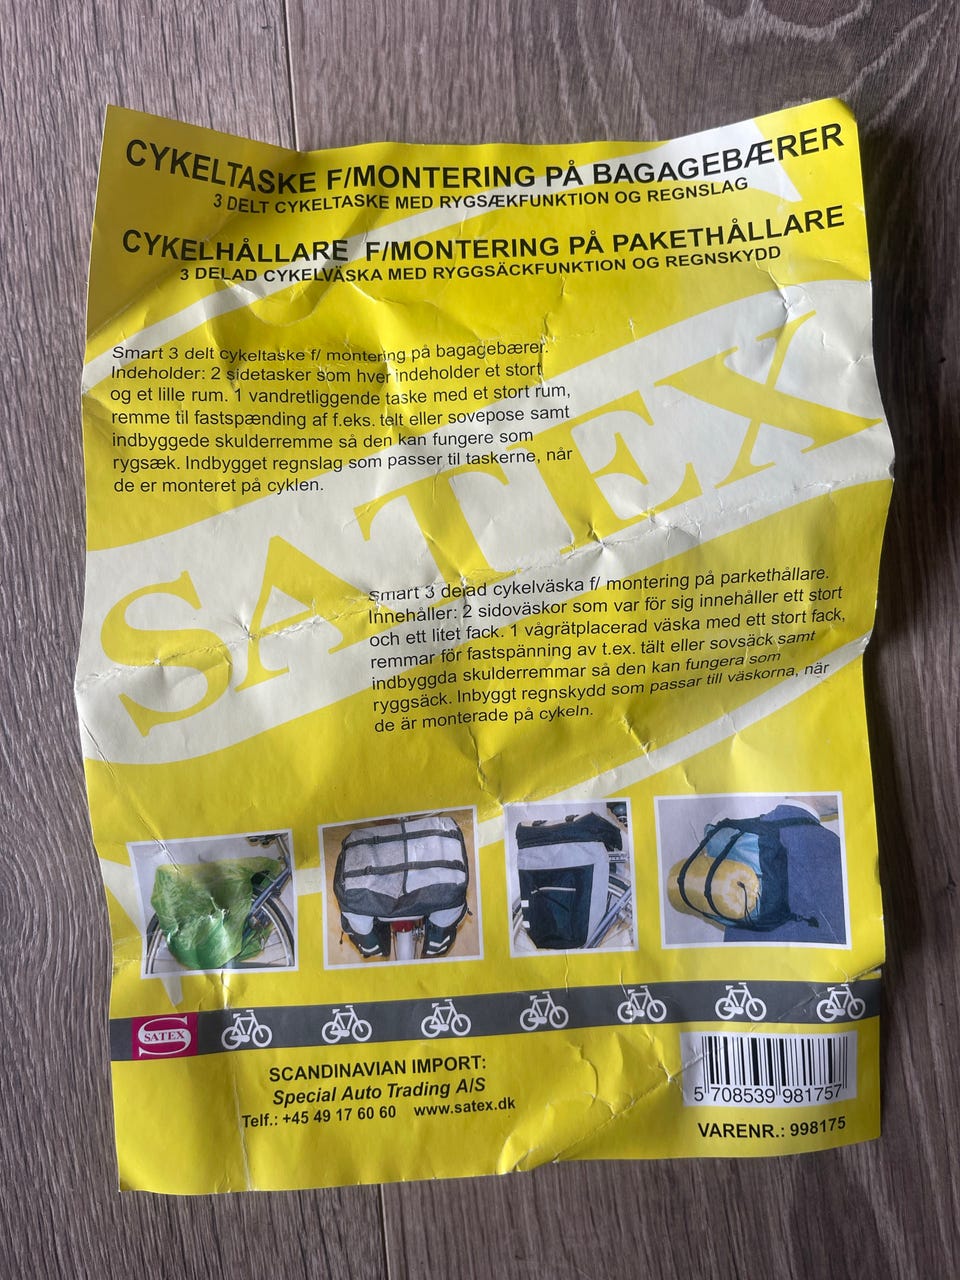 CYKELTASKE F/MONTERING PÅ BAGAGEBÆRER
3 DELT CYKELTASKE MED RYGSÆKFUNKTION OG REGNSLAG
CYKELHÅLLARE F/MONTERING PÅ PAKETHÅLLARE
3 DELAD CYKELVÄSKA MED RYGGSÄCKFUNKTION OG REGNSKYDD
Smart 3 delt cykeltaske f/ montering på bagagebærer.
Indeholder: 2 sidetasker som hver indeholder et stort
og et lille rum. 1 vandretliggende taske med et stort rum,
remme til fastspænding af f.eks. telt eller sovepose samt
indbyggede skulderremme så den kan fungere som
rygsæk. Indbygget regnslag som passer til taskerne, når
de er monteret på cyklen.
SATEX
Smart 3 delad cykelväska f/ montering på parkethållare.
Innehåller: 2 sidoväskor som var för sig innehåller ett stort
och ett litet fack. 1 vågrätplacerad väska med ett stort fack,
remmar för fastspänning av t.ex. tält eller sovsäck samt
indbyggda skulderremmar så den kan fungera som
ryggsäck. Inbyggt regnskydd som passar till väskorna, när
de är monterade på cykeln.
S
SATEX
SCANDINAVIAN IMPORT:
Special Auto Trading A/S
Telf.: +45 49 17 60 60 www.satex.dk
5 708539 981757
VARENR.: 998175